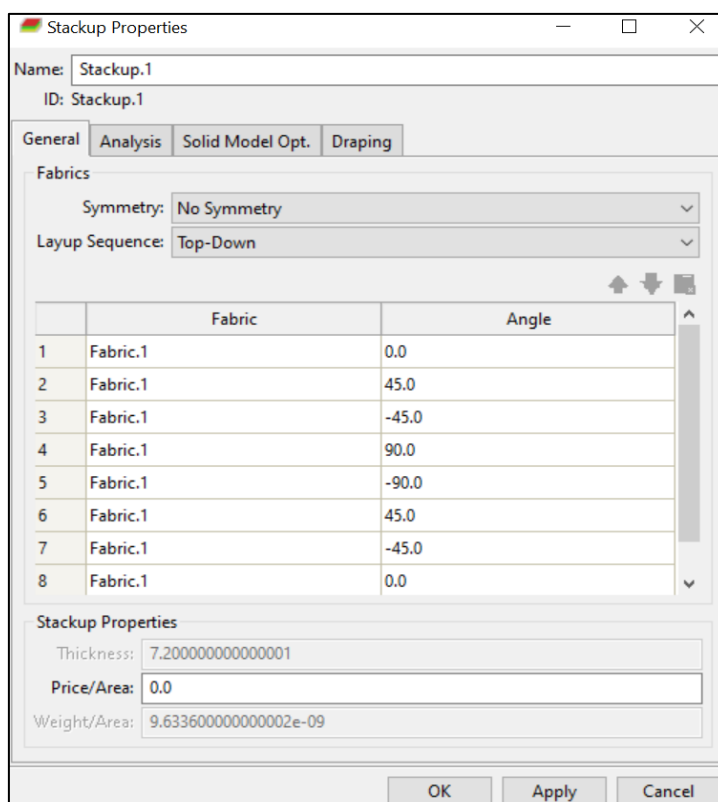 Stackup Properties
Name: Stackup.1
ID: Stackup.1
General Analysis Solid Model Opt. Draping
Fabrics
Symmetry: No Symmetry
Layup Sequence: Top-Down
Fabric Angle
1 Fabric.1 0.0
2 Fabric.1 45.0
3 Fabric.1 -45.0
4 Fabric.1 90.0
5 Fabric.1 -90.0
6 Fabric.1 45.0
7 Fabric.1 -45.0
8 Fabric.1 0.0
Stackup Properties
Thickness: 7.200000000000001
Price/Area: 0.0
Weight/Area: 9.633600000000002e-09
OK Apply Cancel